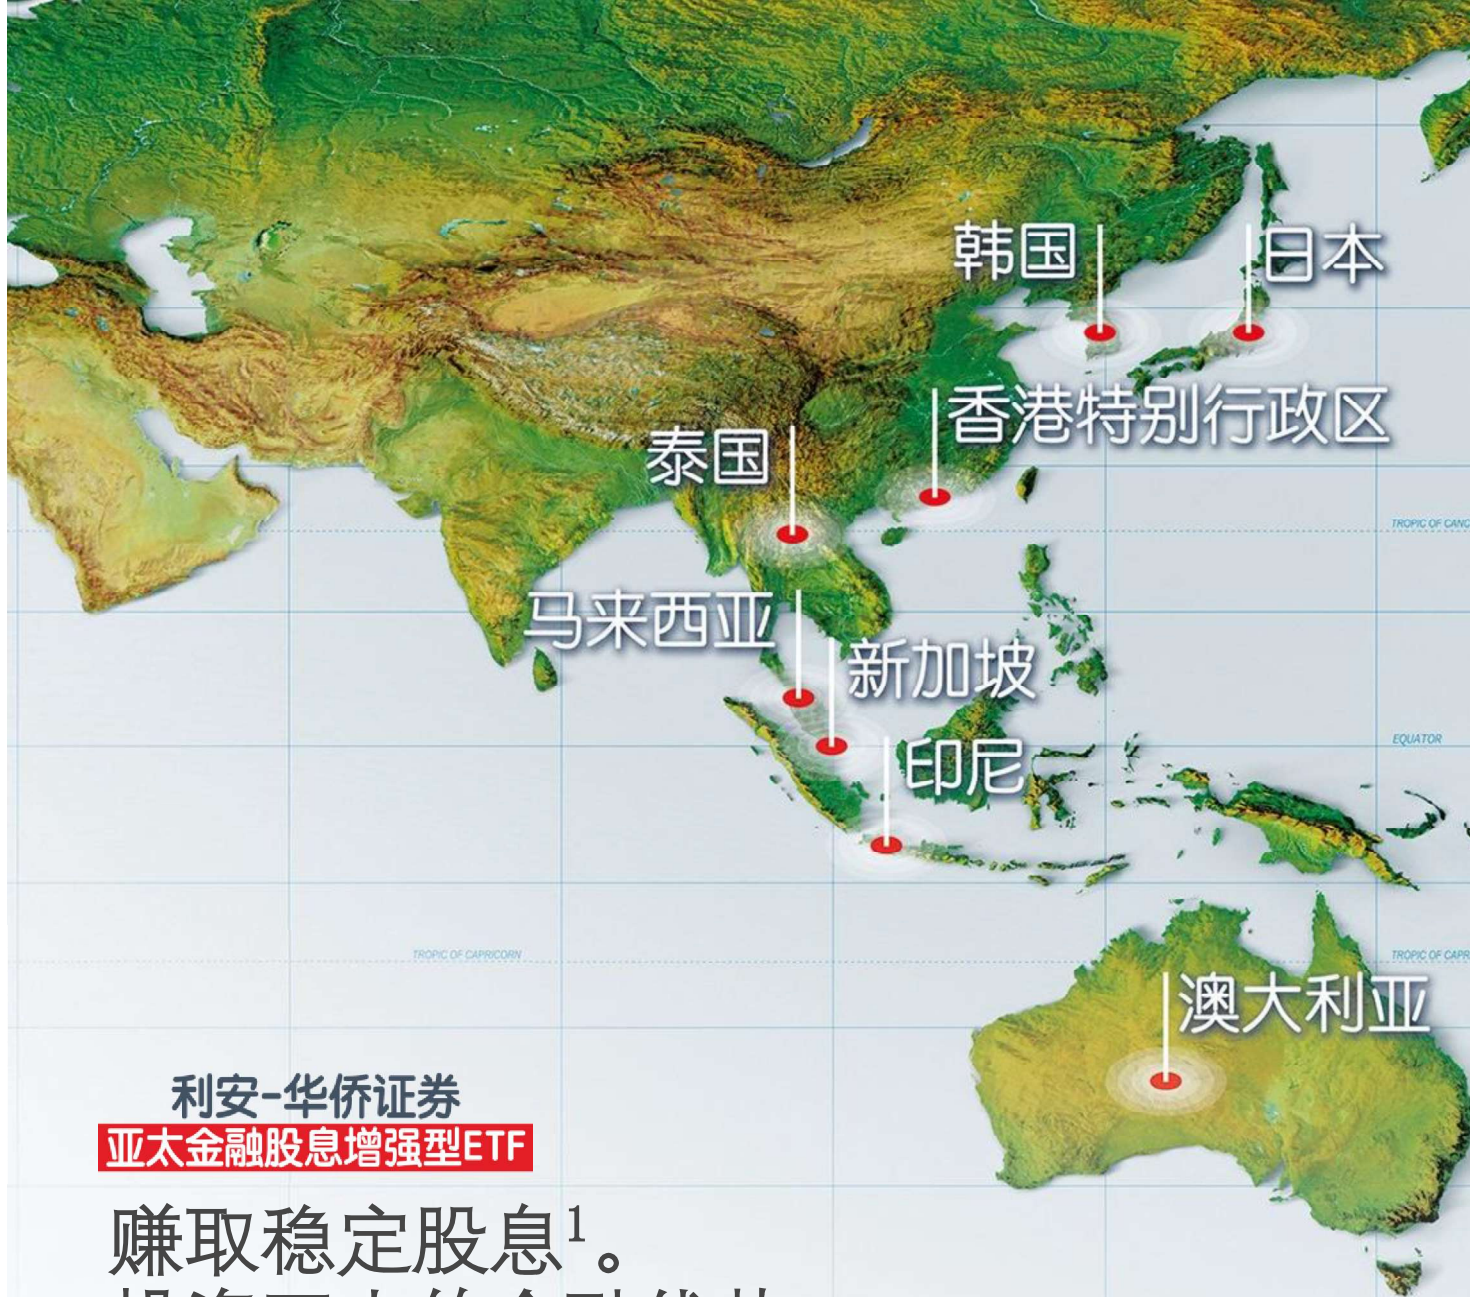 韩国
日本
香港特别行政区
泰国
TROPIC OF CANC
马来西亚
新加坡
EQUATOR
印尼
TROPIC OF CAPRICORN
TROPIC OF CAPR
澳大利亚
利安-华侨证券
亚太金融股息增强型ETF
赚取稳定股息¹。